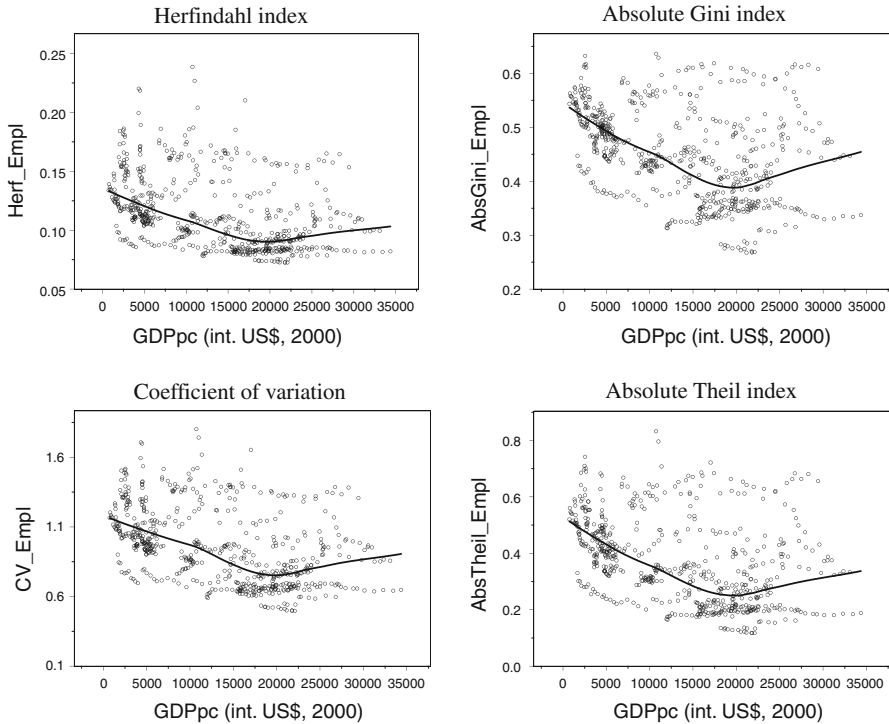 Herfindahl index
Herf_Empl
0.25
0.20
0.15
0.10
0.05
0 5000 10000 15000 20000 25000 30000 35000
GDPpc (int. US$, 2000)
Absolute Gini index
AbsGini_Empl
0.6
0.5
0.4
0.3
0.2
0 5000 10000 15000 20000 25000 30000 35000
GDPpc (int. US$, 2000)
Coefficient of variation
CV_Empl
1.6
1.1
0.6
0.1
0 5000 10000 15000 20000 25000 30000 35000
GDPpc (int. US$, 2000)
Absolute Theil index
AbsTheil_Empl
0.8
0.6
0.4
0.2
0.0
0 5000 10000 15000 20000 25000 30000 35000
GDPpc (int. US$, 2000)